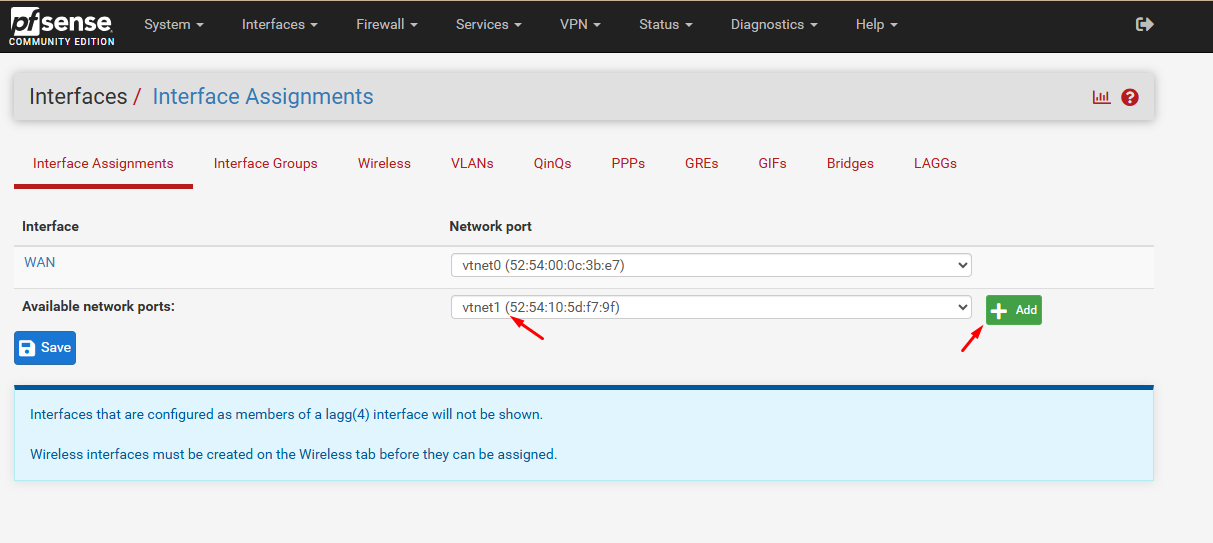 pfsense
COMMUNITY EDITION
System Interfaces Firewall Services VPN Status Diagnostics Help
Interfaces / Interface Assignments
Interface Assignments Interface Groups Wireless VLANs QinQs PPPs GREs GIFs Bridges LAGGs
Interface Network port
WAN vtnet0 (52:54:00:0c:3b:e7)
Available network ports: vtnet1 (52:54:10:5d:f7:9f) Add
Save
Interfaces that are configured as members of a lagg(4) interface will not be shown.
Wireless interfaces must be created on the Wireless tab before they can be assigned.